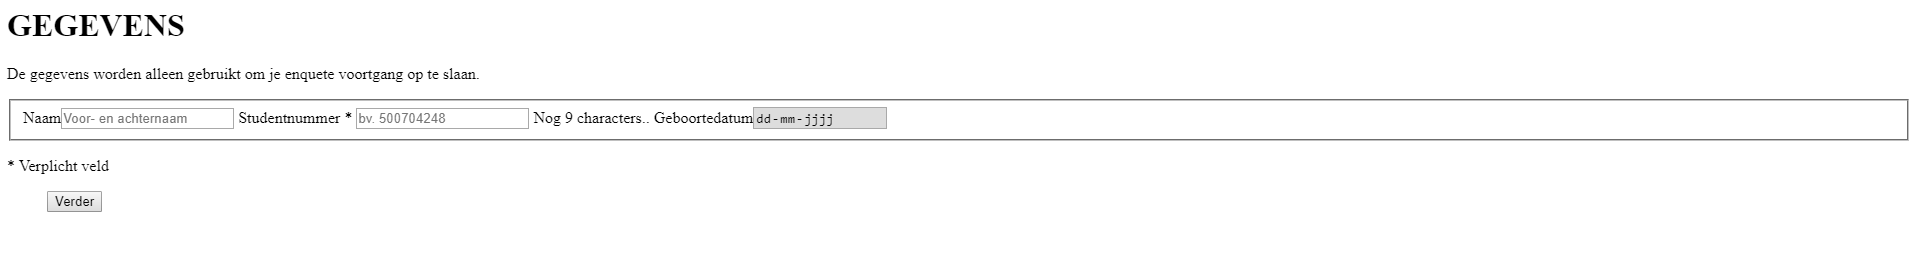 GEGEVENS
De gegevens worden alleen gebruikt om je enquete voortgang op te slaan.
Naam Voor- en achternaam Studentnummer * bv. 500704248 Nog 9 characters.. Geboortedatum dd-mm-jjjj
* Verplicht veld
Verder